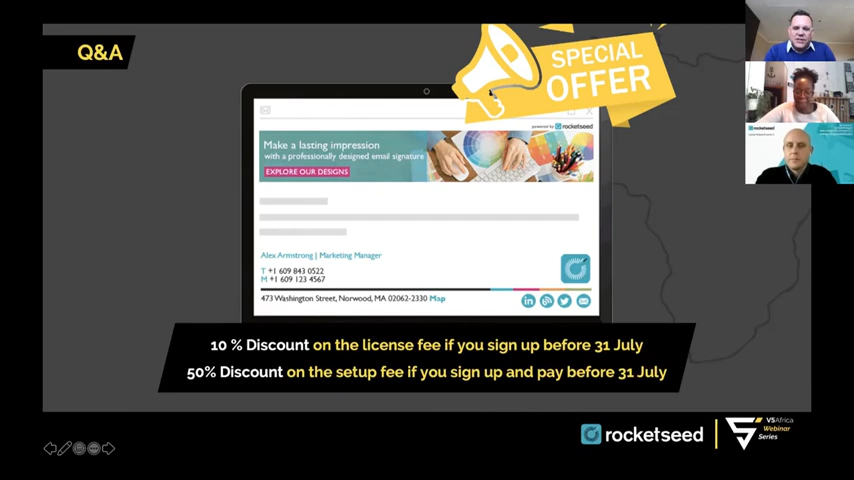 Q&A
SPECIAL
OFFER
powered by rocketseed
Make a lasting impression
with a professionally designed email signature
EXPLORE OUR DESIGNS
Alex Armstrong | Marketing Manager
T +1 609 843 0522
M +1 609 123 4567
473 Washington Street, Norwood, MA 02062-2330 Map
in
10 % Discount on the license fee if you sign up before 31 July
50% Discount on the setup fee if you sign up and pay before 31 July
rocketseed
V5Africa
Webinar
Series
rocketseed